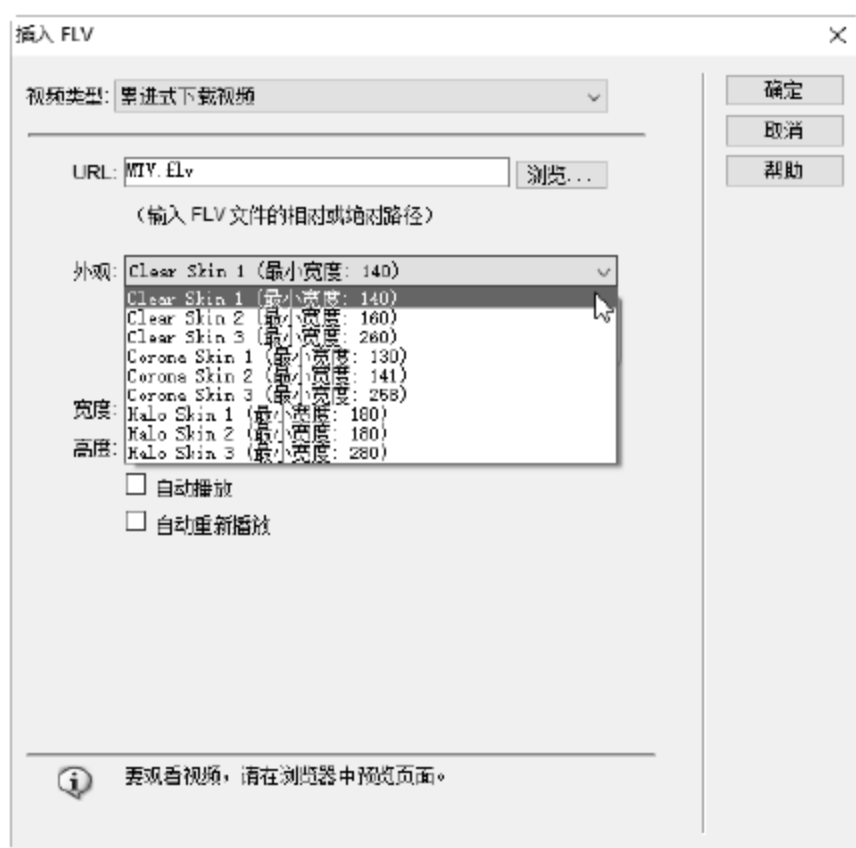 插入 FLV
视频类型: 累进式下载视频
确定
取消
帮助
URL: MTV.flv 浏览...
（输入 FLV 文件的相对或绝对路径）
外观: Clear Skin 1 (最小宽度: 140)
Clear Skin 1 (最小宽度: 140)
Clear Skin 2 (最小宽度: 160)
Clear Skin 3 (最小宽度: 260)
Corona Skin 1 (最小宽度: 130)
Corona Skin 2 (最小宽度: 141)
Corona Skin 3 (最小宽度: 258)
宽度: Halo Skin 1 (最小宽度: 180)
Halo Skin 2 (最小宽度: 180)
高度: Halo Skin 3 (最小宽度: 280)
自动播放
自动重新播放
要观看视频，请在浏览器中预览页面。